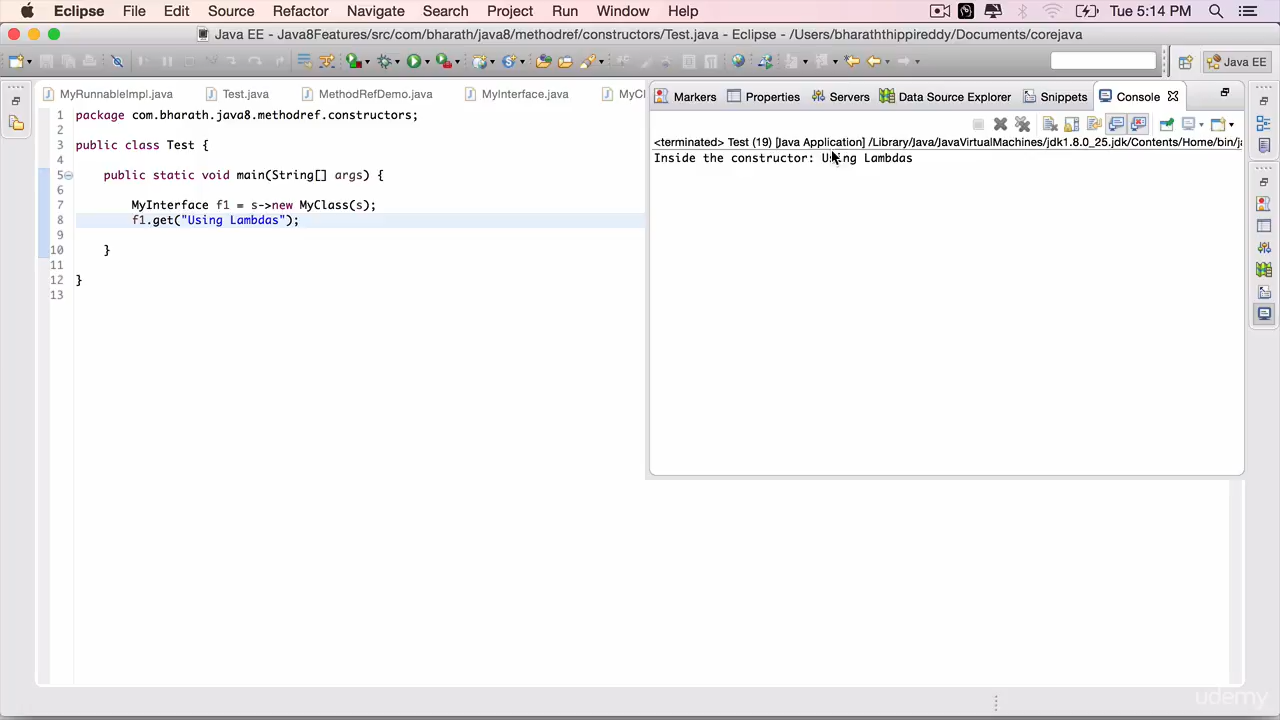 Eclipse File Edit Source Refactor Navigate Search Project Run Window Help Tue 5:14 PM
Java EE - Java8Features/src/com/bharath/java8/methodref/constructors/Test.java - Eclipse - /Users/bharaththippireddy/Documents/corejava
Java EE
MyRunnableImpl.java Test.java MethodRefDemo.java MyInterface.java MyCl
Markers Properties Servers Data Source Explorer Snippets Console
<terminated> Test (19) [Java Application] /Library/Java/JavaVirtualMachines/jdk1.8.0_25.jdk/Contents/Home/bin/ja
Inside the constructor: Using Lambdas
1 package com.bharath.java8.methodref.constructors;
2
3 public class Test {
4
5 public static void main(String[] args) {
6
7 MyInterface f1 = s->new MyClass(s);
8 f1.get("Using Lambdas");
9
10 }
11
12 }
13
udemy